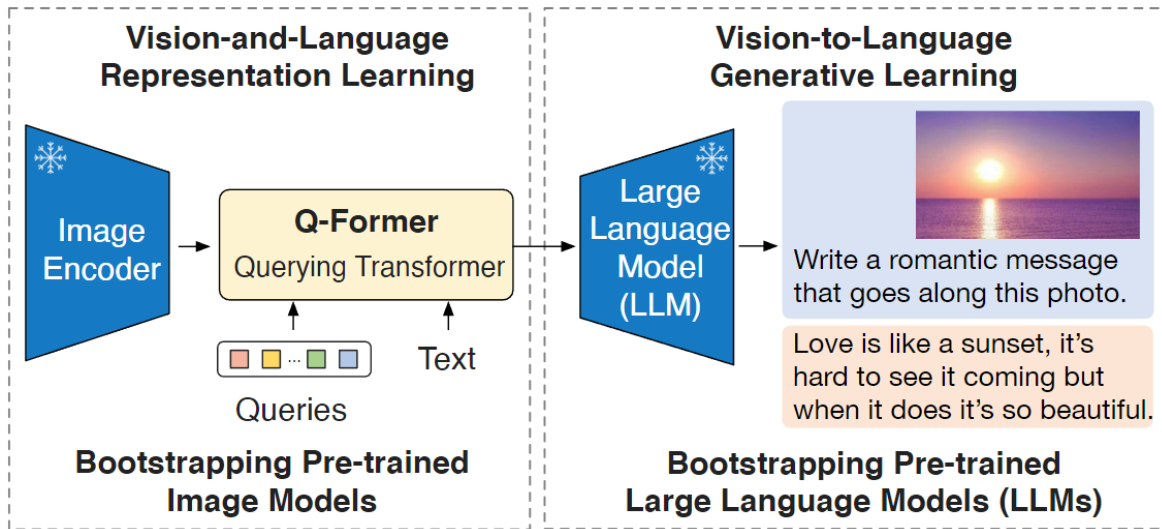 Vision-and-Language
Representation Learning
Image
Encoder
Q-Former
Querying Transformer
...
Queries
Text
Bootstrapping Pre-trained
Image Models
Vision-to-Language
Generative Learning
Large
Language
Model
(LLM)
Write a romantic message
that goes along this photo.
Love is like a sunset, it's
hard to see it coming but
when it does it's so beautiful.
Bootstrapping Pre-trained
Large Language Models (LLMs)